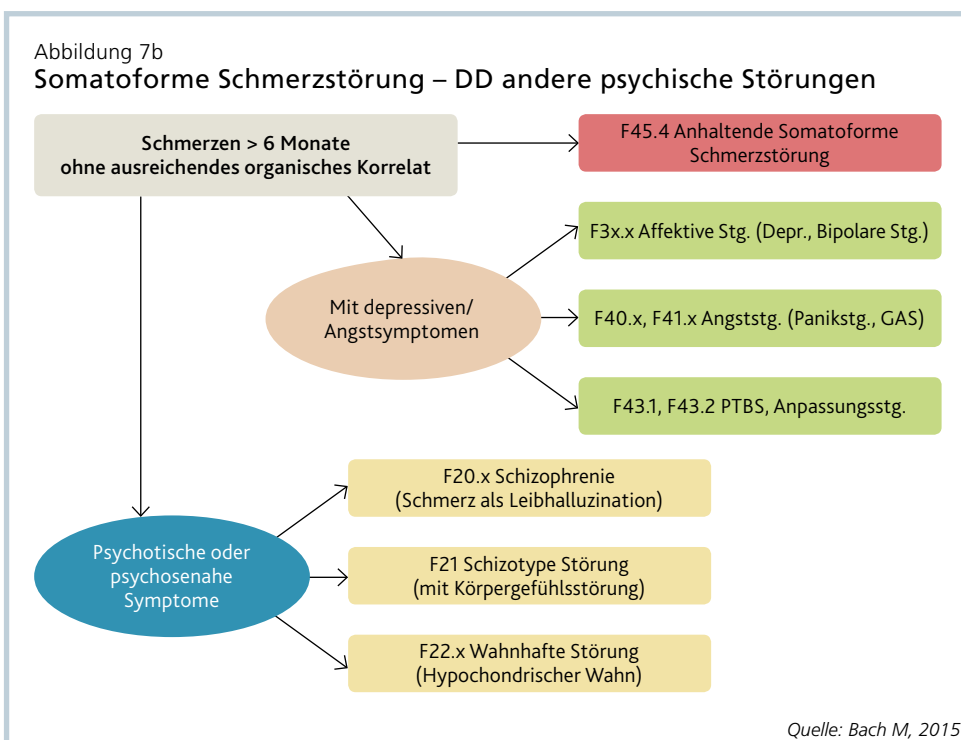 Abbildung 7b
Somatoforme Schmerzstörung – DD andere psychische Störungen
Schmerzen > 6 Monate
ohne ausreichendes organisches Korrelat
F45.4 Anhaltende Somatoforme
Schmerzstörung
F3x.x Affektive Stg. (Depr., Bipolare Stg.)
Mit depressiven/
Angstsymptomen
F40.x, F41.x Angststg. (Panikstg., GAS)
F43.1, F43.2 PTBS, Anpassungsstg.
F20.x Schizophrenie
(Schmerz als Leibhalluzination)
Psychotische oder
psychosenahe
Symptome
F21 Schizotype Störung
(mit Körpergefühlsstörung)
F22.x Wahnhafte Störung
(Hypochondrischer Wahn)
Quelle: Bach M, 2015